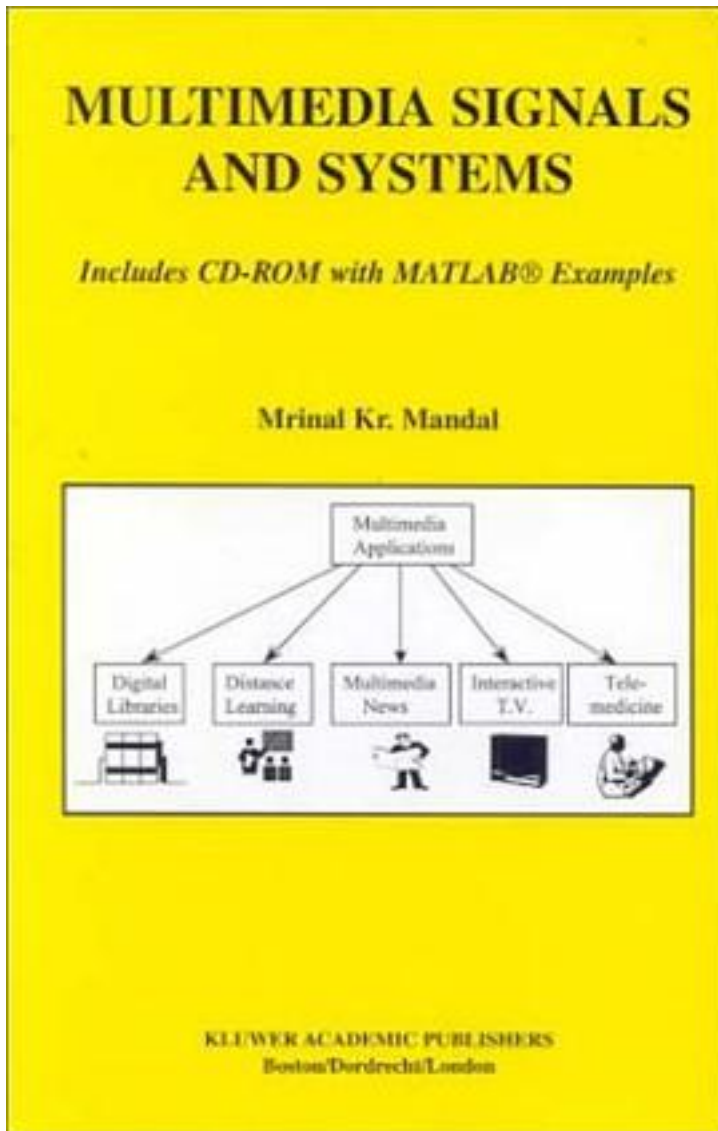 MULTIMEDIA SIGNALS
AND SYSTEMS
Includes CD-ROM with MATLAB® Examples
Mrinal Kr. Mandal
Multimedia
Applications
Digital
Libraries
Distance
Learning
Multimedia
News
Interactive
T.V.
Tele-
medicine
KLUWER ACADEMIC PUBLISHERS
Boston/Dordrecht/London